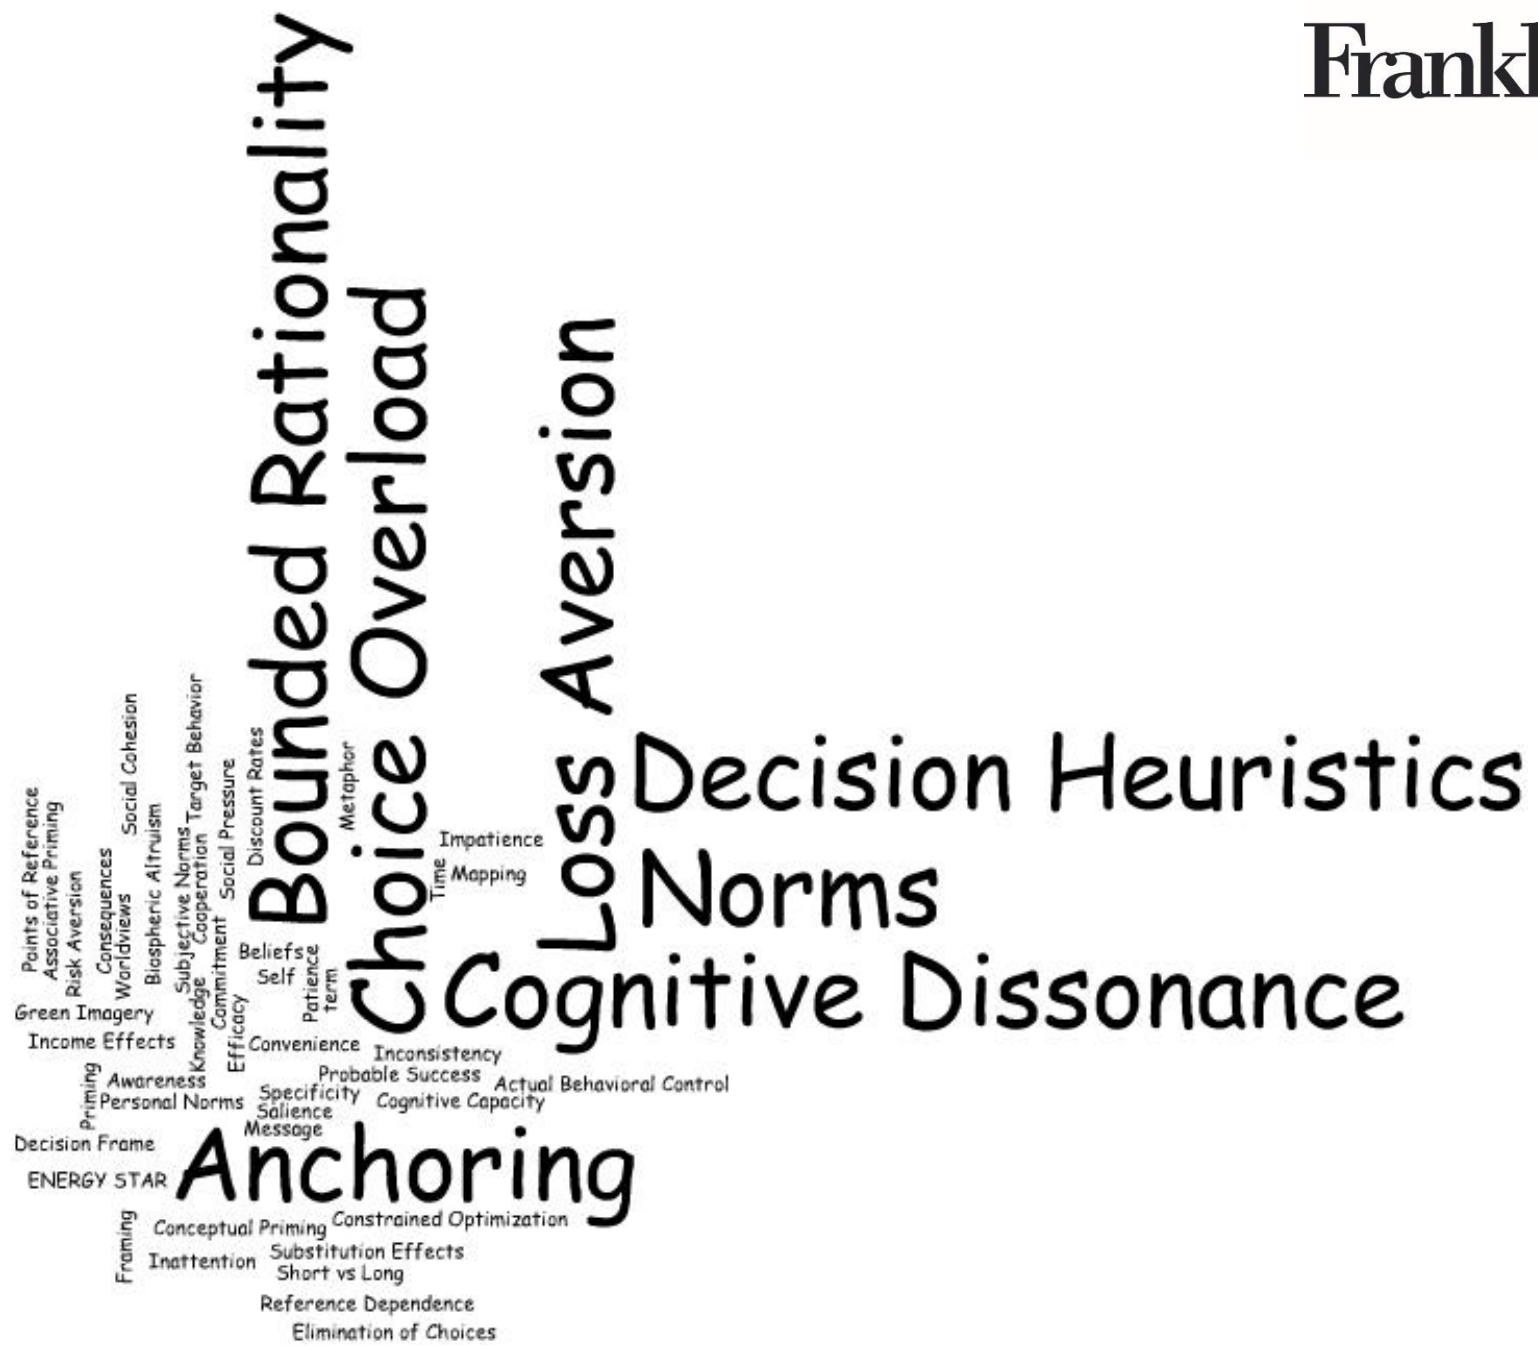 Frankl
Bounded Rationality
Choice Overload
Loss Aversion
Decision Heuristics
Norms
Cognitive Dissonance
Points of Reference
Associative Priming
Risk Aversion
Consequences
Worldviews
Social Cohesion
Biospheric Altruism
Subjective Norms
Target Behavior
Cooperation
Knowledge
Social Pressure
Commitment
Efficacy
Discount Rates
Metaphor
Impatience
Time
Mapping
Beliefs
Self
Patience
term
Green Imagery
Income Effects
Convenience
Inconsistency
Probable Success
Actual Behavioral Control
Priming
Awareness
Personal Norms
Specificity
Cognitive Capacity
Salience
Message
Decision Frame
Anchoring
ENERGY STAR
Framing
Conceptual Priming
Constrained Optimization
Inattention
Substitution Effects
Short vs Long
Reference Dependence
Elimination of Choices